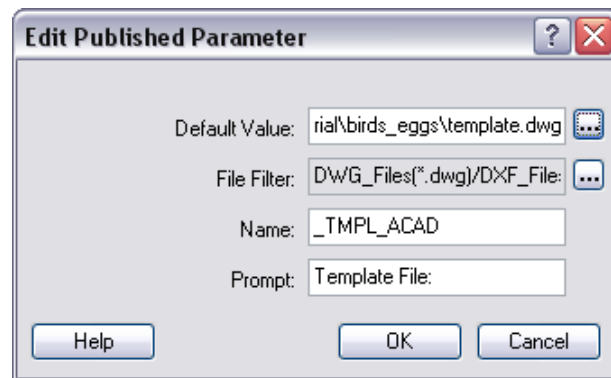 Edit Published Parameter
Default Value: rial\birds_eggs\template.dwg ...
File Filter: DWG_Files(*.dwg)/DXF_File: ...
Name: _TMPL_ACAD
Prompt: Template File:
Help OK Cancel